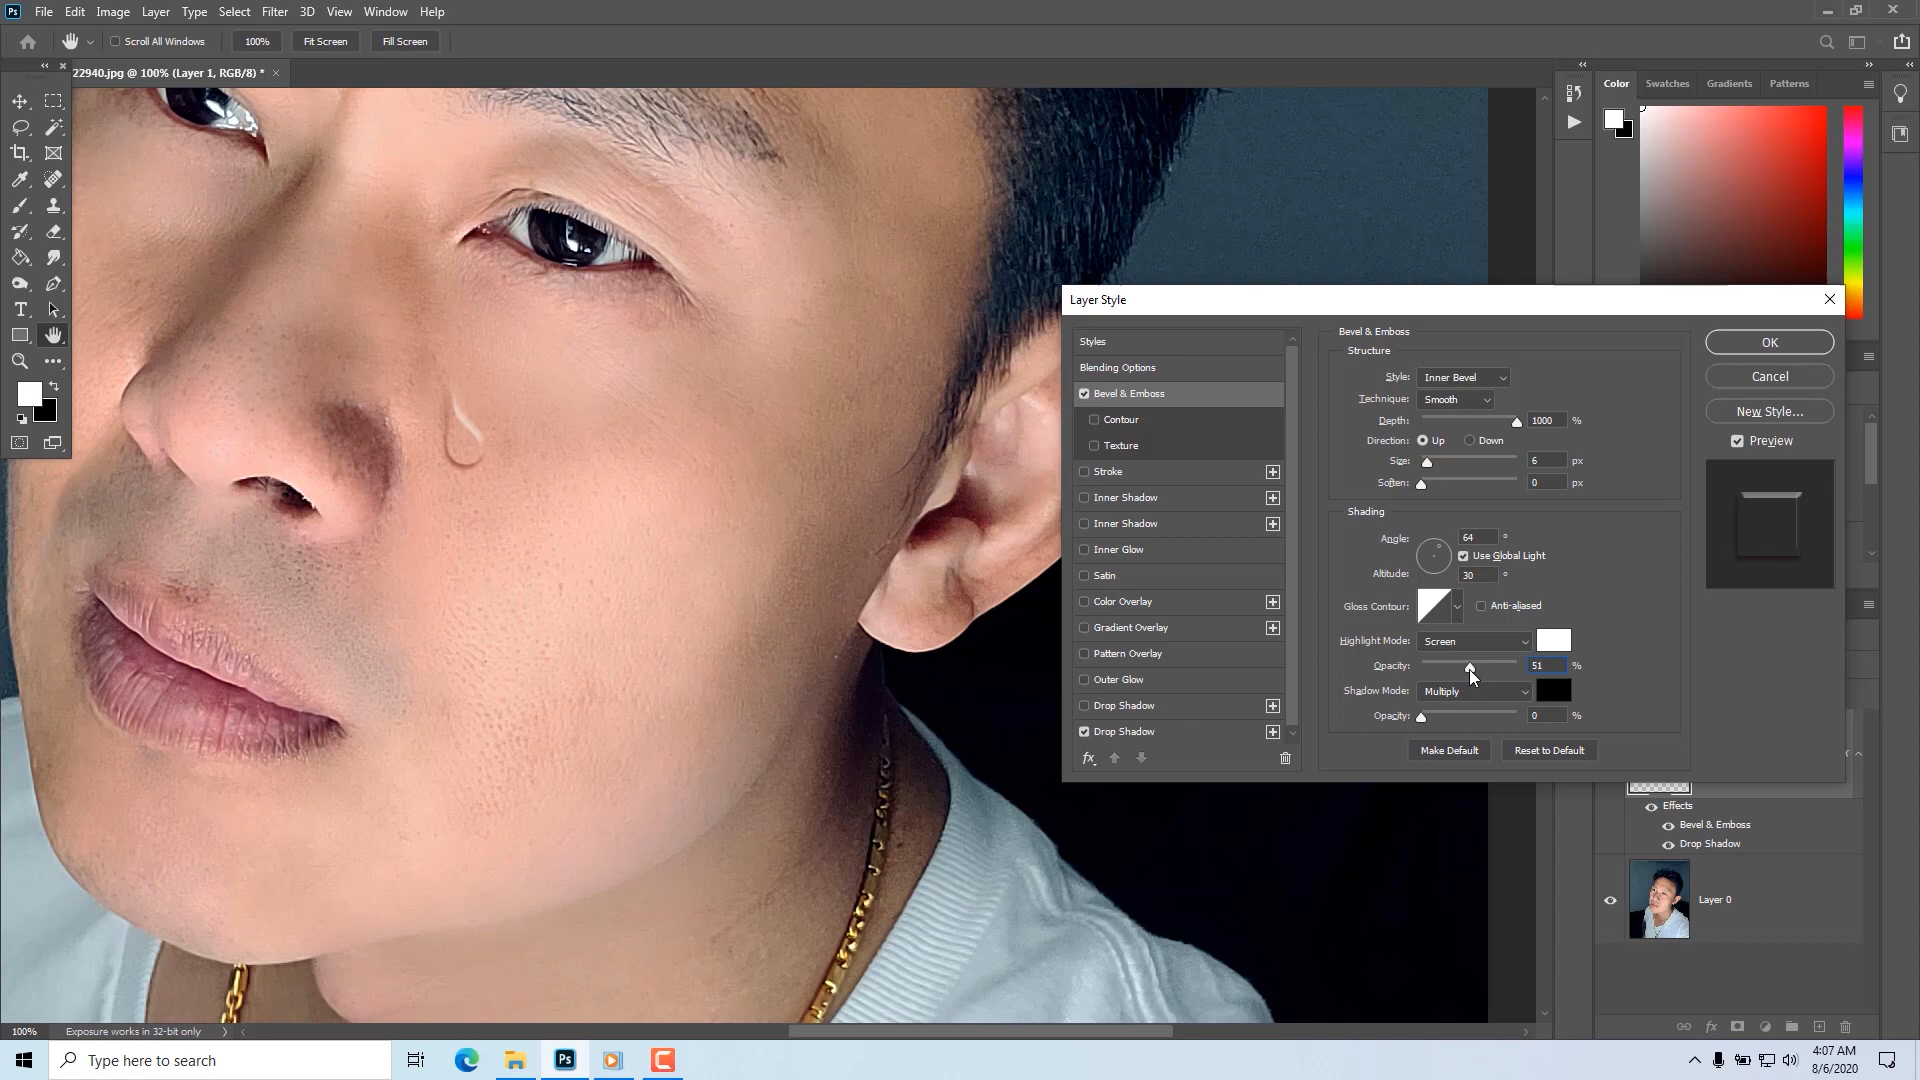 Ps File Edit Image Layer Type Select Filter 3D View Window Help
Scroll All Windows 100% Fit Screen Fill Screen
22940.jpg @ 100% (Layer 1, RGB/8) *
Color Swatches Gradients Patterns
Layer Style
Styles
Blending Options
Bevel & Emboss
Contour
Texture
Stroke
Inner Shadow
Inner Shadow
Inner Glow
Satin
Color Overlay
Gradient Overlay
Pattern Overlay
Outer Glow
Drop Shadow
Drop Shadow
fx
Bevel & Emboss
Structure
Style: Inner Bevel
Technique: Smooth
Depth: 1000 %
Direction: Up Down
Size: 6 px
Soften: 0 px
Shading
Angle: 64 °
Use Global Light
Altitude: 30 °
Gloss Contour: Anti-aliased
Highlight Mode: Screen
Opacity: 51 %
Shadow Mode: Multiply
Opacity: 0 %
Make Default Reset to Default
OK
Cancel
New Style...
Preview
Effects
Bevel & Emboss
Drop Shadow
Layer 0
fx
100% Exposure works in 32-bit only
Type here to search
Ps
4:07 AM
8/6/2020